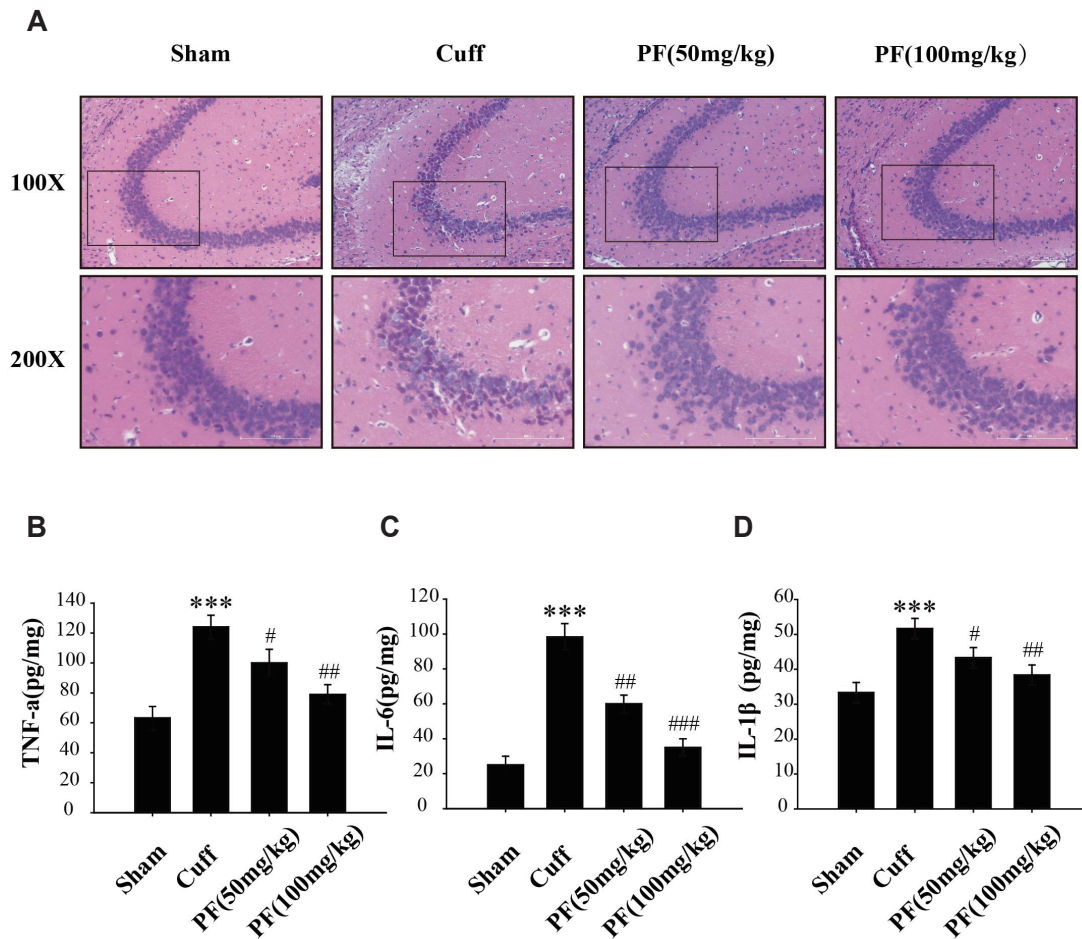 A
Sham Cuff PF(50mg/kg) PF(100mg/kg）
100X
200X
B
TNF-a(pg/mg)
140
120
100
80
60
40
20
0
***
#
##
Sham
Cuff
PF(50mg/kg)
PF(100mg/kg)
C
IL-6(pg/mg)
120
100
80
60
40
20
0
***
##
###
Sham
Cuff
PF(50mg/kg)
PF(100mg/kg)
D
IL-1β (pg/mg)
60
50
40
30
20
10
0
***
#
##
Sham
Cuff
PF(50mg/kg)
PF(100mg/kg)